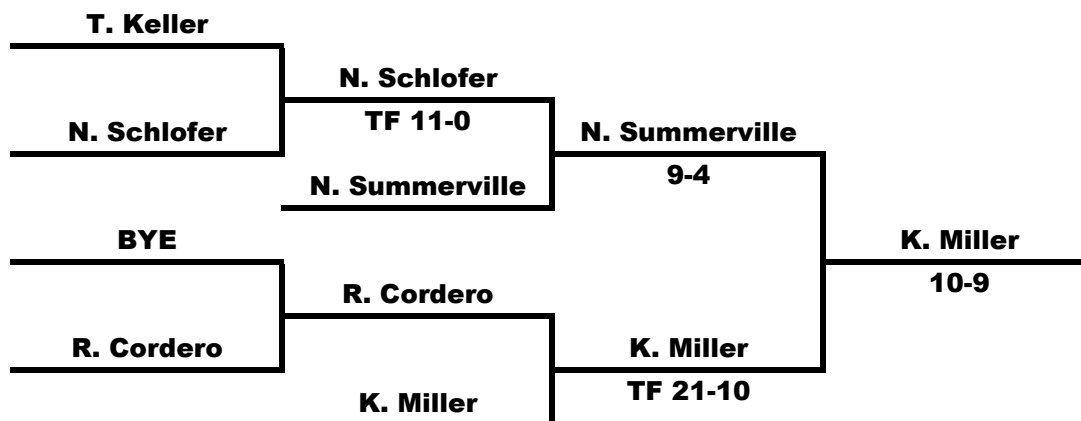 T. Keller
N. Schlofer
TF 11-0
N. Schlofer
N. Summerville
9-4
N. Summerville
BYE
K. Miller
10-9
R. Cordero
R. Cordero
K. Miller
TF 21-10
K. Miller